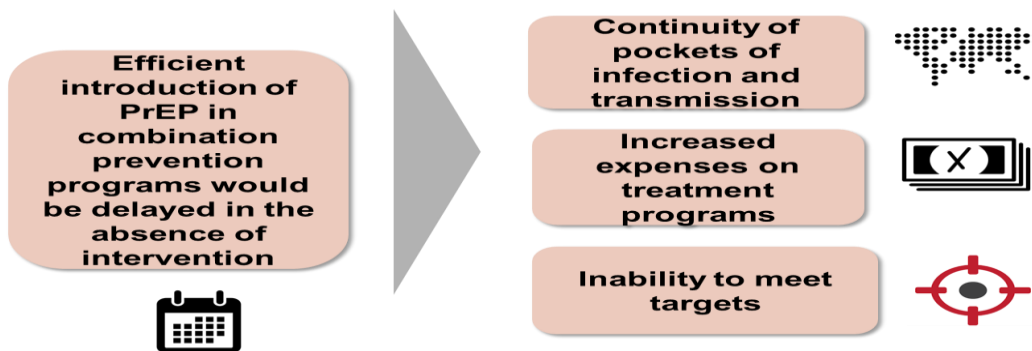 Efficient
introduction of
PrEP in
combination
prevention
programs would
be delayed in the
absence of
intervention
Continuity of
pockets of
infection and
transmission
Increased
expenses on
treatment
programs
Inability to meet
targets